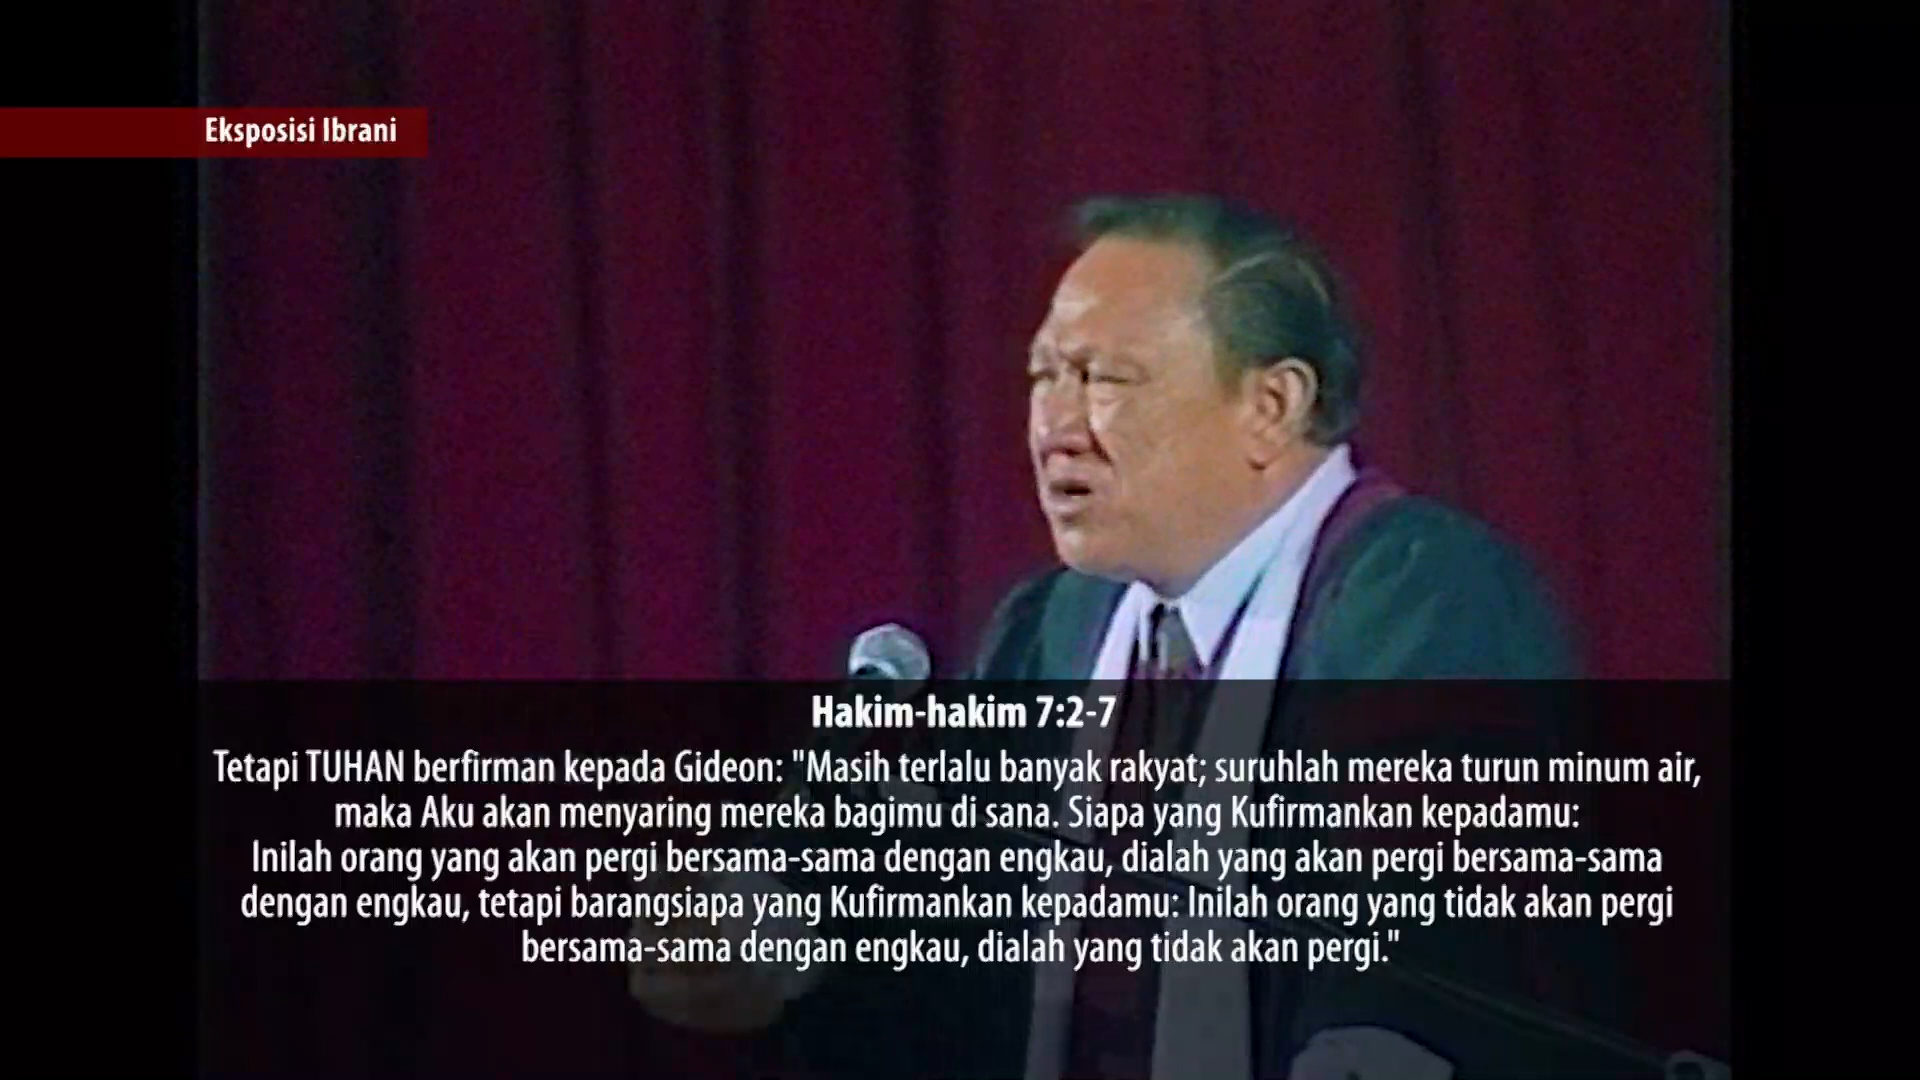 Eksposisi Ibrani
Hakim-hakim 7:2-7
Tetapi TUHAN berfirman kepada Gideon: "Masih terlalu banyak rakyat; suruhlah mereka turun minum air,
maka Aku akan menyaring mereka bagimu di sana. Siapa yang Kufirmankan kepadamu:
Inilah orang yang akan pergi bersama-sama dengan engkau, dialah yang akan pergi bersama-sama
dengan engkau, tetapi barangsiapa yang Kufirmankan kepadamu: Inilah orang yang tidak akan pergi
bersama-sama dengan engkau, dialah yang tidak akan pergi."